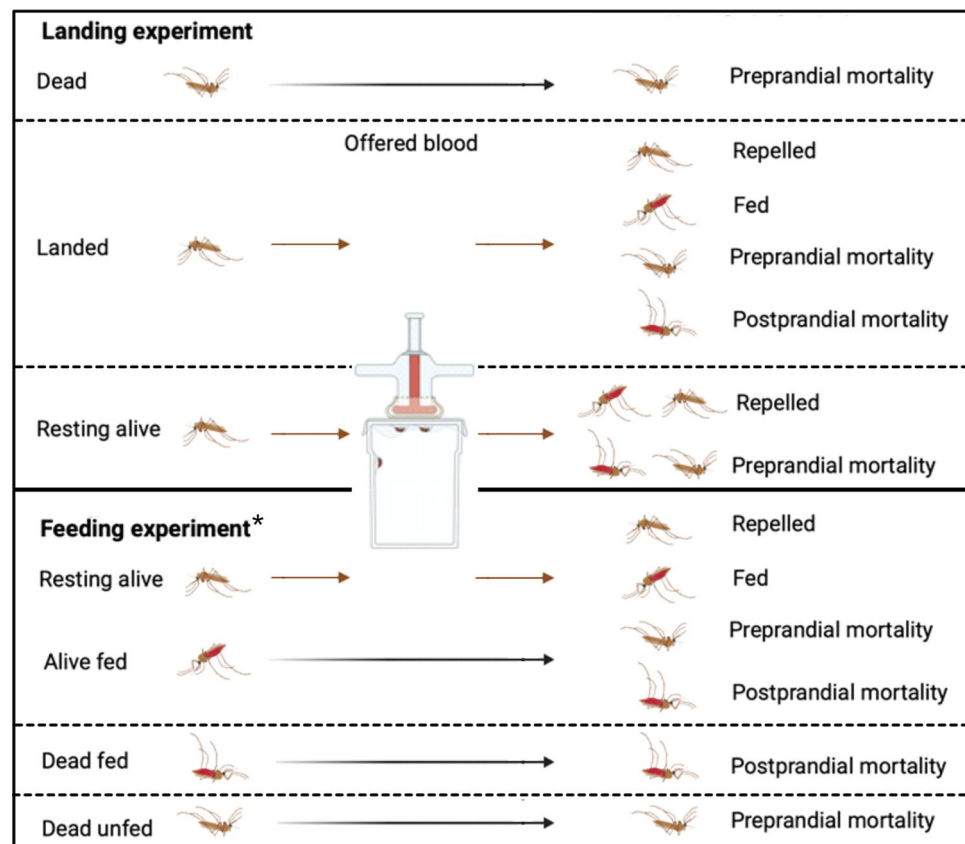 Landing experiment
Dead
Preprandial mortality
Offered blood
Landed
Repelled
Fed
Preprandial mortality
Postprandial mortality
Resting alive
Repelled
Preprandial mortality
Feeding experiment*
Resting alive
Repelled
Fed
Alive fed
Preprandial mortality
Postprandial mortality
Dead fed
Postprandial mortality
Dead unfed
Preprandial mortality